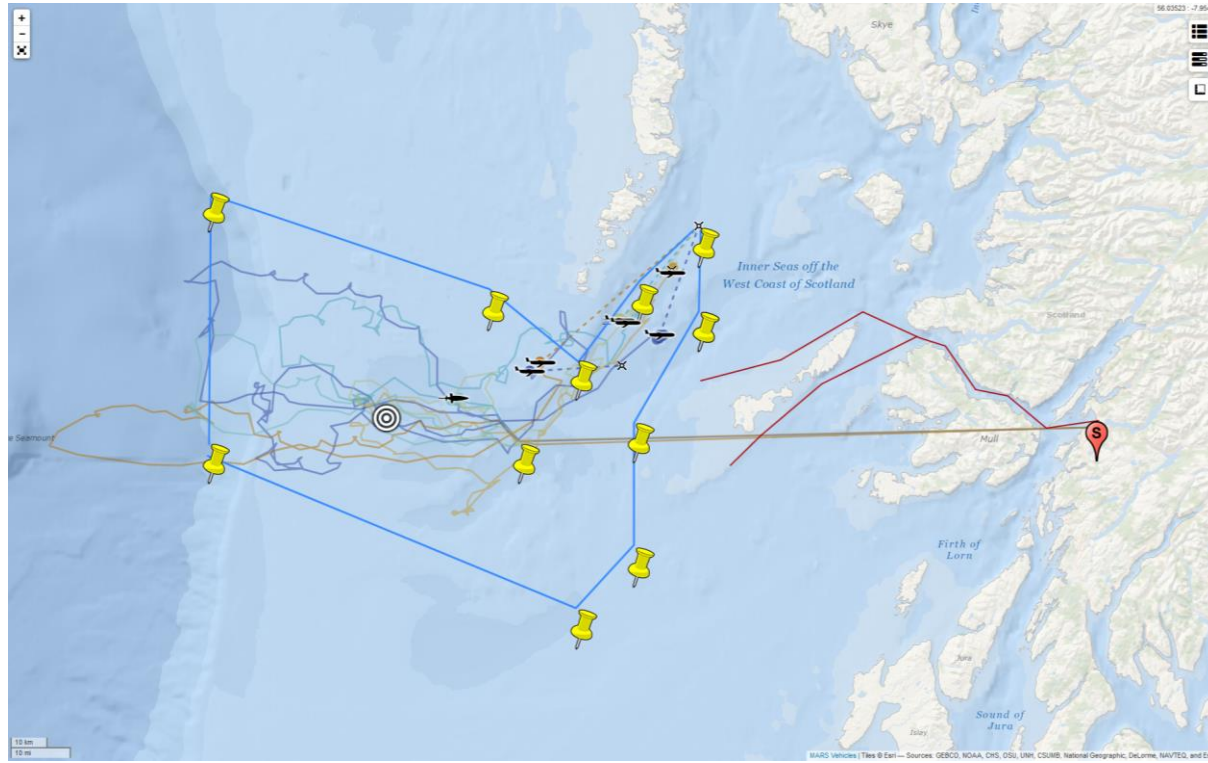 +
−
56.03523 : -7.954
Skye
Inner Seas off the
West Coast of Scotland
Scotland
Seamount
Mull
S
Firth of
Lorn
Jura
Sound of
Jura
Islay
10 km
10 mi
MARS Vehicles | Tiles © Esri — Sources: GEBCO, NOAA, CHS, OSU, UNH, CSUMB, National Geographic, DeLorme, NAVTEQ, and E